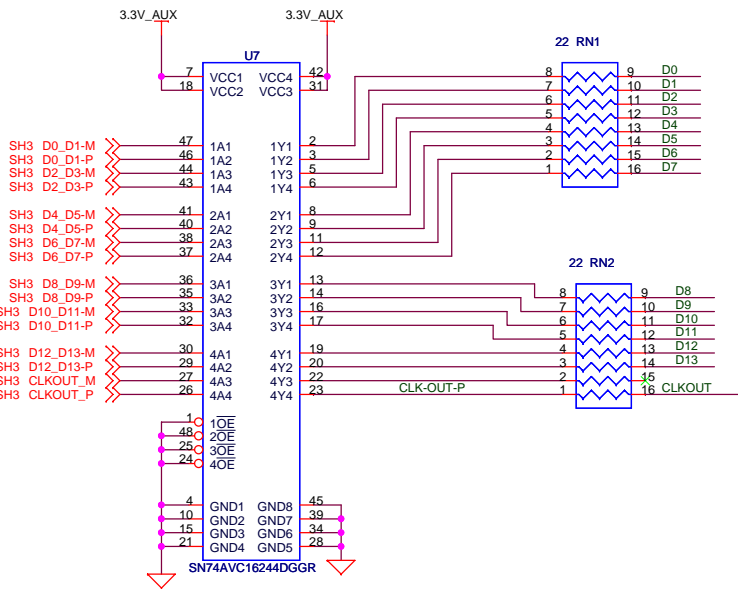 3.3V_AUX 3.3V_AUX
U7
22 RN1
7 VCC1 VCC4 42
18 VCC2 VCC3 31
8 9 D0
7 10 D1
6 11 D2
5 12 D3
4 13 D4
3 14 D5
2 15 D6
1 16 D7
SH3 D0_D1-M 47 1A1 1Y1 2
SH3 D0_D1-P 46 1A2 1Y2 3
SH3 D2_D3-M 44 1A3 1Y3 5
SH3 D2_D3-P 43 1A4 1Y4 6
SH3 D4_D5-M 41 2A1 2Y1 8
SH3 D4_D5-P 40 2A2 2Y2 9
SH3 D6_D7-M 38 2A3 2Y3 11
SH3 D6_D7-P 37 2A4 2Y4 12
22 RN2
SH3 D8_D9-M 36 3A1 3Y1 13
SH3 D8_D9-P 35 3A2 3Y2 14
SH3 D10_D11-M 33 3A3 3Y3 16
SH3 D10_D11-P 32 3A4 3Y4 17
8 9 D8
7 10 D9
6 11 D10
5 12 D11
4 13 D12
3 14 D13
2 15
CLK-OUT-P 1 16 CLKOUT
SH3 D12_D13-M 30 4A1 4Y1 19
SH3 D12_D13-P 29 4A2 4Y2 20
SH3 CLKOUT_M 27 4A3 4Y3 22
SH3 CLKOUT_P 26 4A4 4Y4 23
1 1OE
48 2OE
25 3OE
24 4OE
4 GND1 GND8 45
10 GND2 GND7 39
15 GND3 GND6 34
21 GND4 GND5 28
SN74AVC16244DGGR